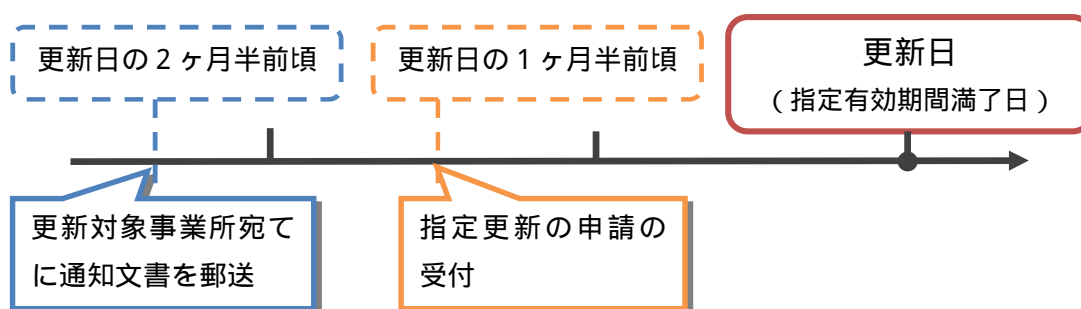 更新日の２ヶ月半前頃
更新日の１ヶ月半前頃
更新日
（指定有効期間満了日）
更新対象事業所宛て
に通知文書を郵送
指定更新の申請の
受付